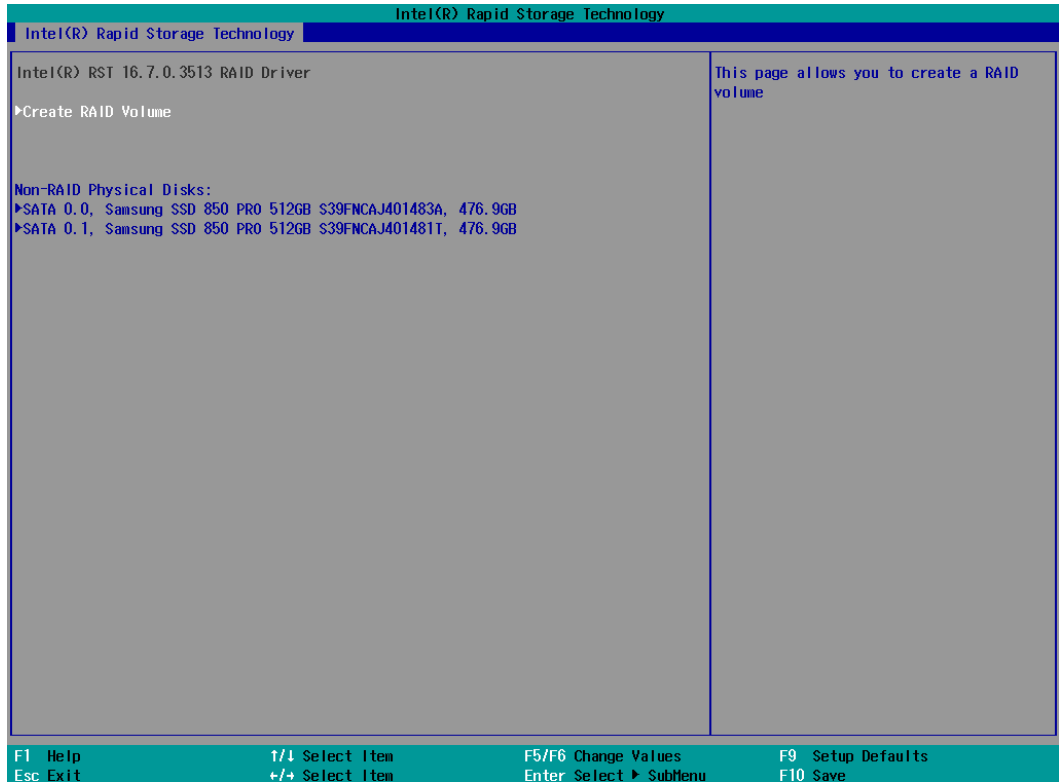 Intel(R) Rapid Storage Technology
Intel(R) Rapid Storage Technology
Intel(R) RST 16.7.0.3513 RAID Driver
▶Create RAID Volume
Non-RAID Physical Disks:
▶SATA 0.0, Samsung SSD 850 PRO 512GB S39FNCAJ401483A, 476.9GB
▶SATA 0.1, Samsung SSD 850 PRO 512GB S39FNCAJ401481T, 476.9GB
This page allows you to create a RAID
volume
F1 Help ↑/↓ Select Item F5/F6 Change Values F9 Setup Defaults
Esc Exit ←/→ Select Item Enter Select ▶ SubMenu F10 Save